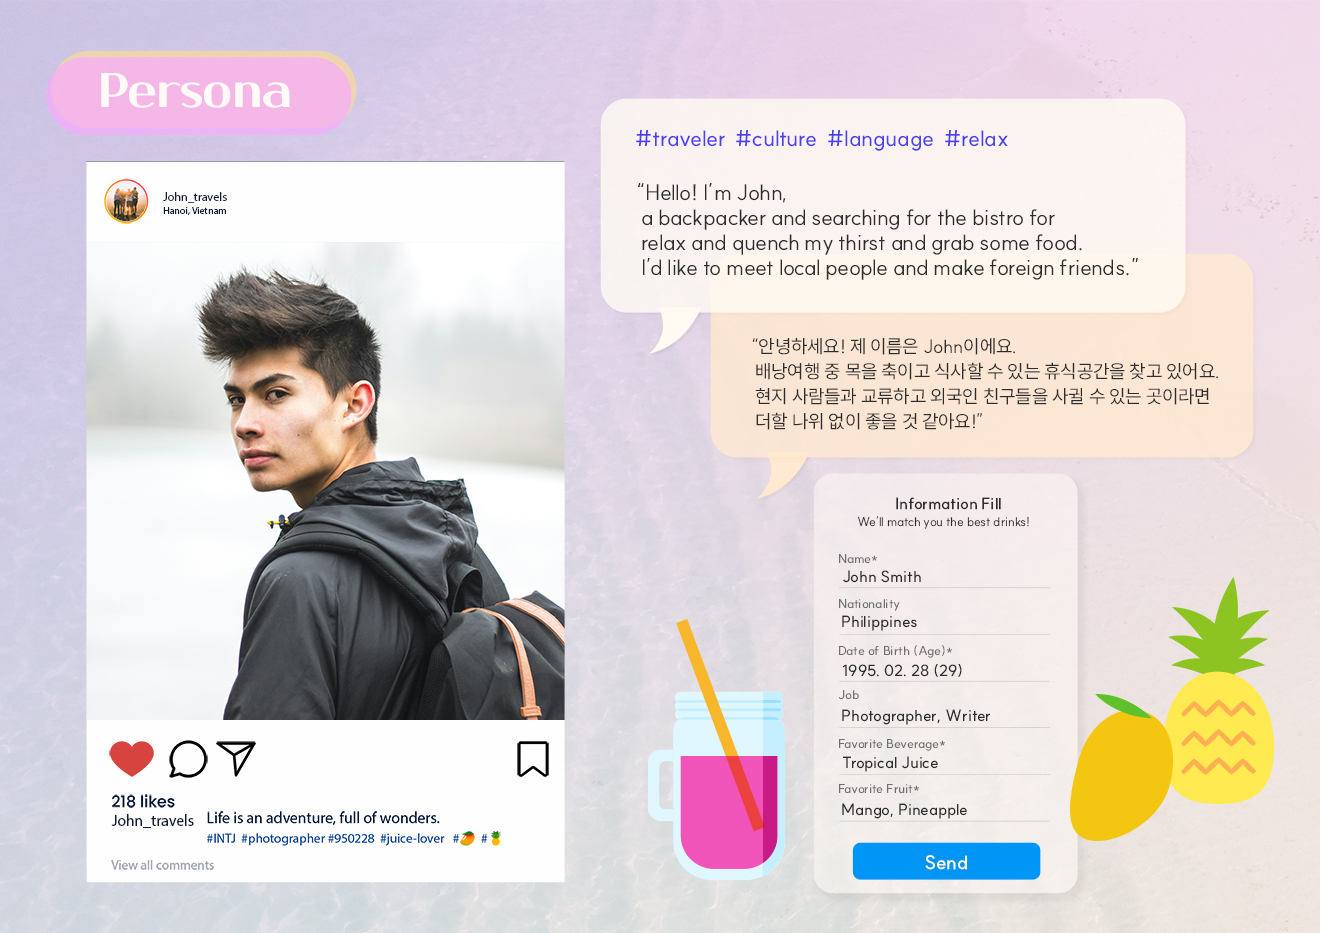 Persona
John_travels
Hanoi, Vietnam
218 likes
John_travels Life is an adventure, full of wonders.
#INTJ #photographer #950228 #juice-lover #🥭 #🍍
View all comments
#traveler #culture #language #relax
“Hello! I’m John,
a backpacker and searching for the bistro for
relax and quench my thirst and grab some food.
I’d like to meet local people and make foreign friends.”
“안녕하세요! 제 이름은 John이에요.
배낭여행 중 목을 축이고 식사할 수 있는 휴식공간을 찾고 있어요.
현지 사람들과 교류하고 외국인 친구들을 사귈 수 있는 곳이라면
더할 나위 없이 좋을 것 같아요!”
Information Fill
We’ll match you the best drinks!
Name*
John Smith
Nationality
Philippines
Date of Birth (Age)*
1995. 02. 28 (29)
Job
Photographer, Writer
Favorite Beverage*
Tropical Juice
Favorite Fruit*
Mango, Pineapple
Send